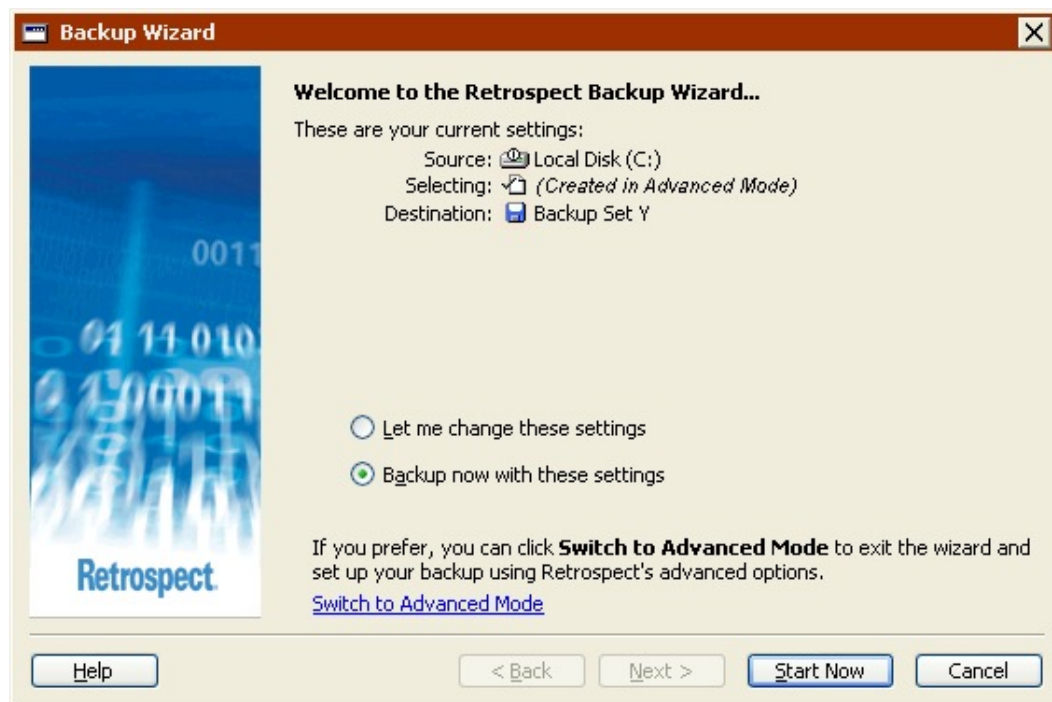 Backup Wizard
Welcome to the Retrospect Backup Wizard...
These are your current settings:
Source: Local Disk (C:)
Selecting: (Created in Advanced Mode)
Destination: Backup Set Y
0011
01 11 010
0 1 00011
Let me change these settings
Backup now with these settings
If you prefer, you can click Switch to Advanced Mode to exit the wizard and
set up your backup using Retrospect's advanced options.
Retrospect.
Switch to Advanced Mode
Help
< Back
Next >
Start Now
Cancel